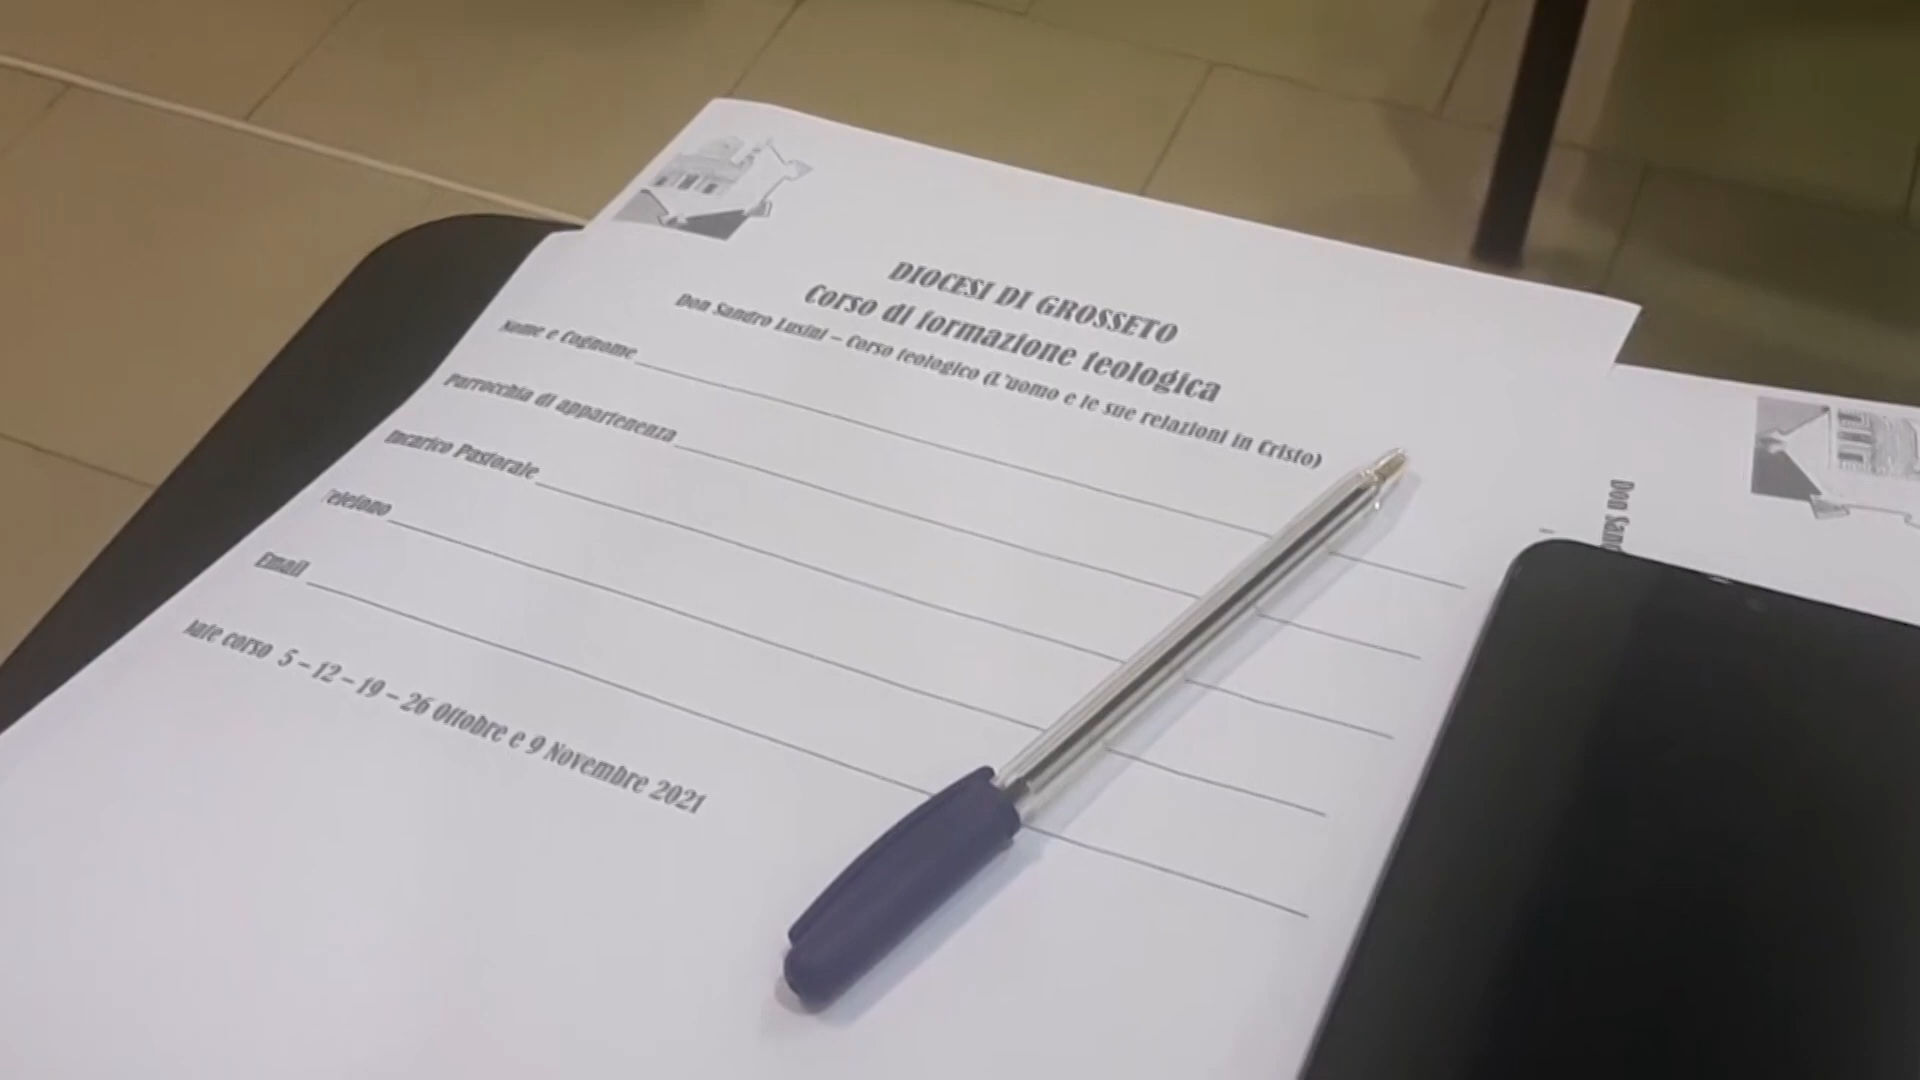 DIOCESI DI GROSSETO
Corso di formazione teologica
Don Sandro Lusini – Corso teologico (L'uomo e le sue relazioni in Cristo)
Nome e Cognome
Parrocchia di appartenenza
Incarico Pastorale
Telefono
Email
Date corso 5 – 12 – 19 – 26 Ottobre e 9 Novembre 2021
Don